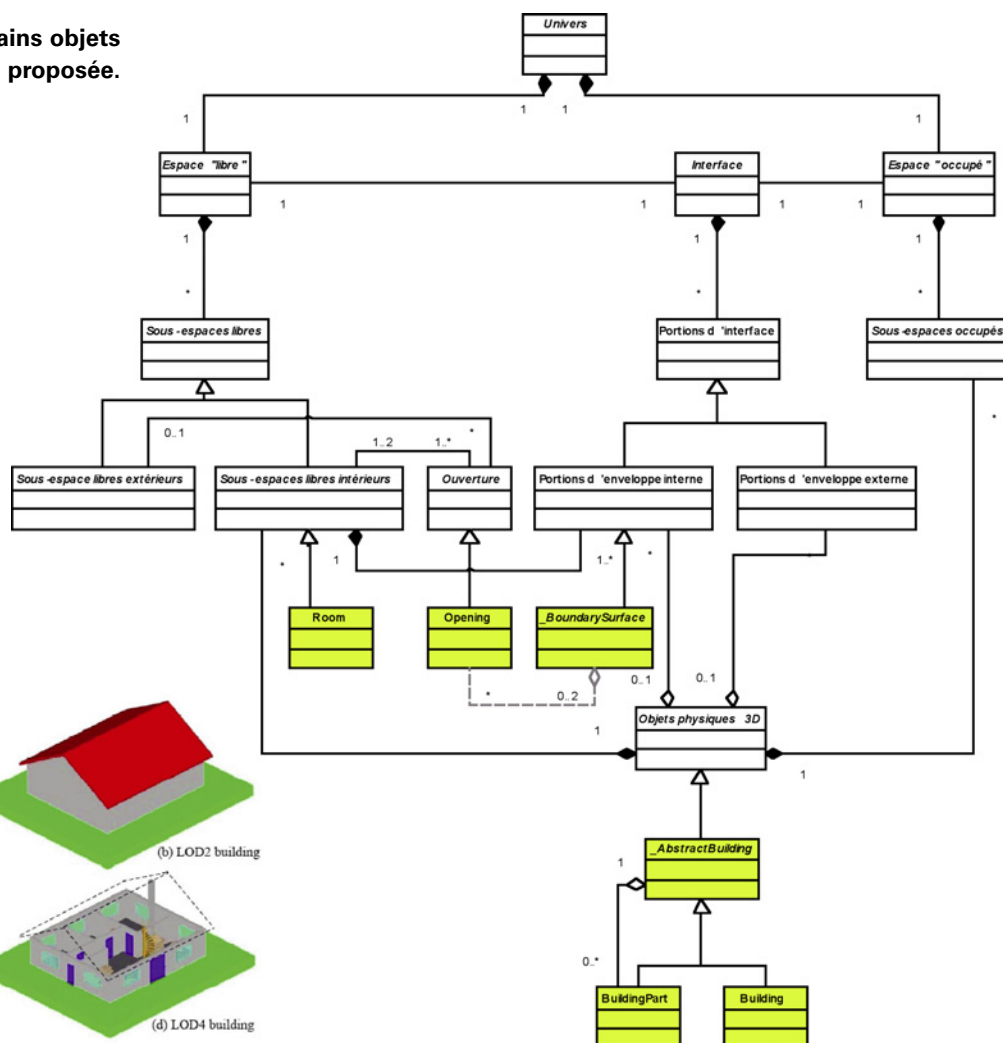 ains objets
proposée.
Univers
1 1
1 1
Espace "libre"
Interface
Espace "occupé"
1 1 1 1
1 1 1
* * *
Sous-espaces libres
Portions d 'interface
Sous-espaces occupés
0..1 * 1..2 1..* *
Sous-espace libres extérieurs
Sous-espaces libres intérieurs
Ouverture
Portions d 'enveloppe interne
Portions d 'enveloppe externe
* 1 1..* *
Room
Opening
_BoundarySurface
* 0..2 0..1 0..1
Objets physiques 3D
1 1
(b) LOD2 building
_AbstractBuilding
1
0..*
BuildingPart
Building
(d) LOD4 building